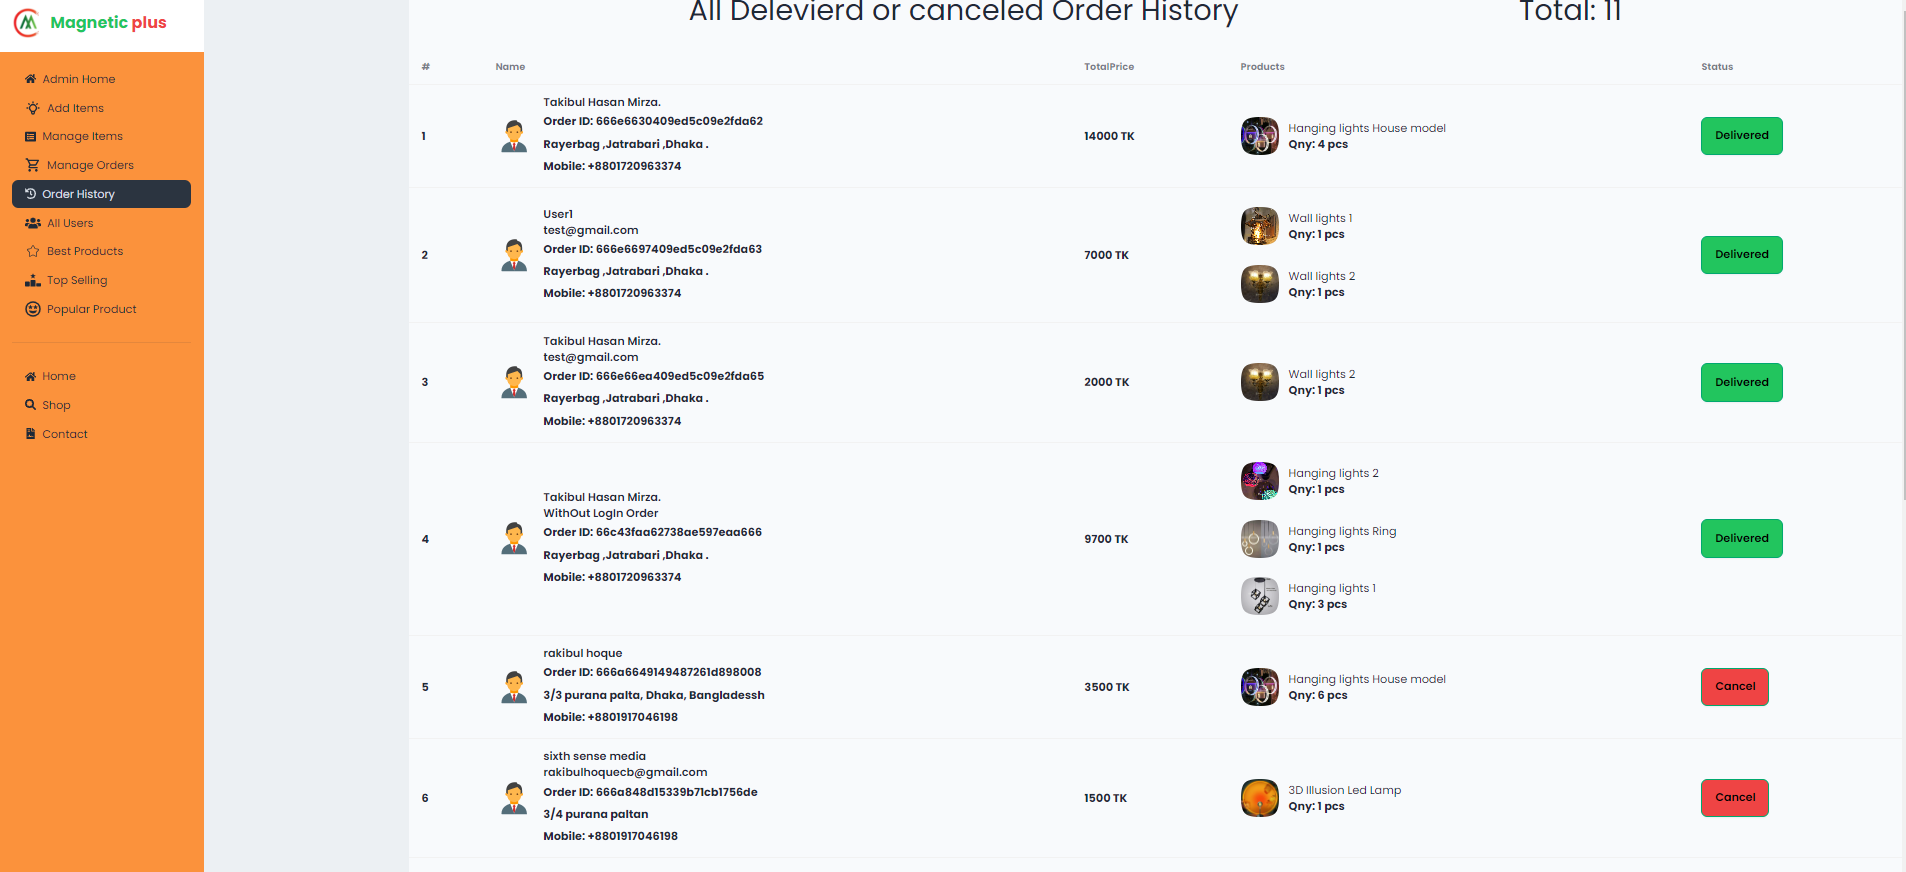 Magnetic plus
Admin Home
Add Items
Manage Items
Manage Orders
Order History
All Users
Best Products
Top Selling
Popular Product
Home
Shop
Contact
All Delevierd or canceled Order History
Total: 11
# Name TotalPrice Products Status
1
Takibul Hasan Mirza.
Order ID: 666e6630409ed5c09e2fda62
Rayerbag ,Jatrabari ,Dhaka .
Mobile: +8801720963374
14000 TK
Hanging lights House model
Qny: 4 pcs
Delivered
2
User1
test@gmail.com
Order ID: 666e6697409ed5c09e2fda63
Rayerbag ,Jatrabari ,Dhaka .
Mobile: +8801720963374
7000 TK
Wall lights 1
Qny: 1 pcs
Wall lights 2
Qny: 1 pcs
Delivered
3
Takibul Hasan Mirza.
test@gmail.com
Order ID: 666e66ea409ed5c09e2fda65
Rayerbag ,Jatrabari ,Dhaka .
Mobile: +8801720963374
2000 TK
Wall lights 2
Qny: 1 pcs
Delivered
4
Takibul Hasan Mirza.
WithOut LogIn Order
Order ID: 66c43faa62738ae597eaa666
Rayerbag ,Jatrabari ,Dhaka .
Mobile: +8801720963374
9700 TK
Hanging lights 2
Qny: 1 pcs
Hanging lights Ring
Qny: 1 pcs
Hanging lights 1
Qny: 3 pcs
Delivered
5
rakibul hoque
Order ID: 666a6649149487261d898008
3/3 purana palta, Dhaka, Bangladessh
Mobile: +8801917046198
3500 TK
Hanging lights House model
Qny: 6 pcs
Cancel
6
sixth sense media
rakibulhoquecb@gmail.com
Order ID: 666a848d15339b71cb1756de
3/4 purana paltan
Mobile: +8801917046198
1500 TK
3D Illusion Led Lamp
Qny: 1 pcs
Cancel